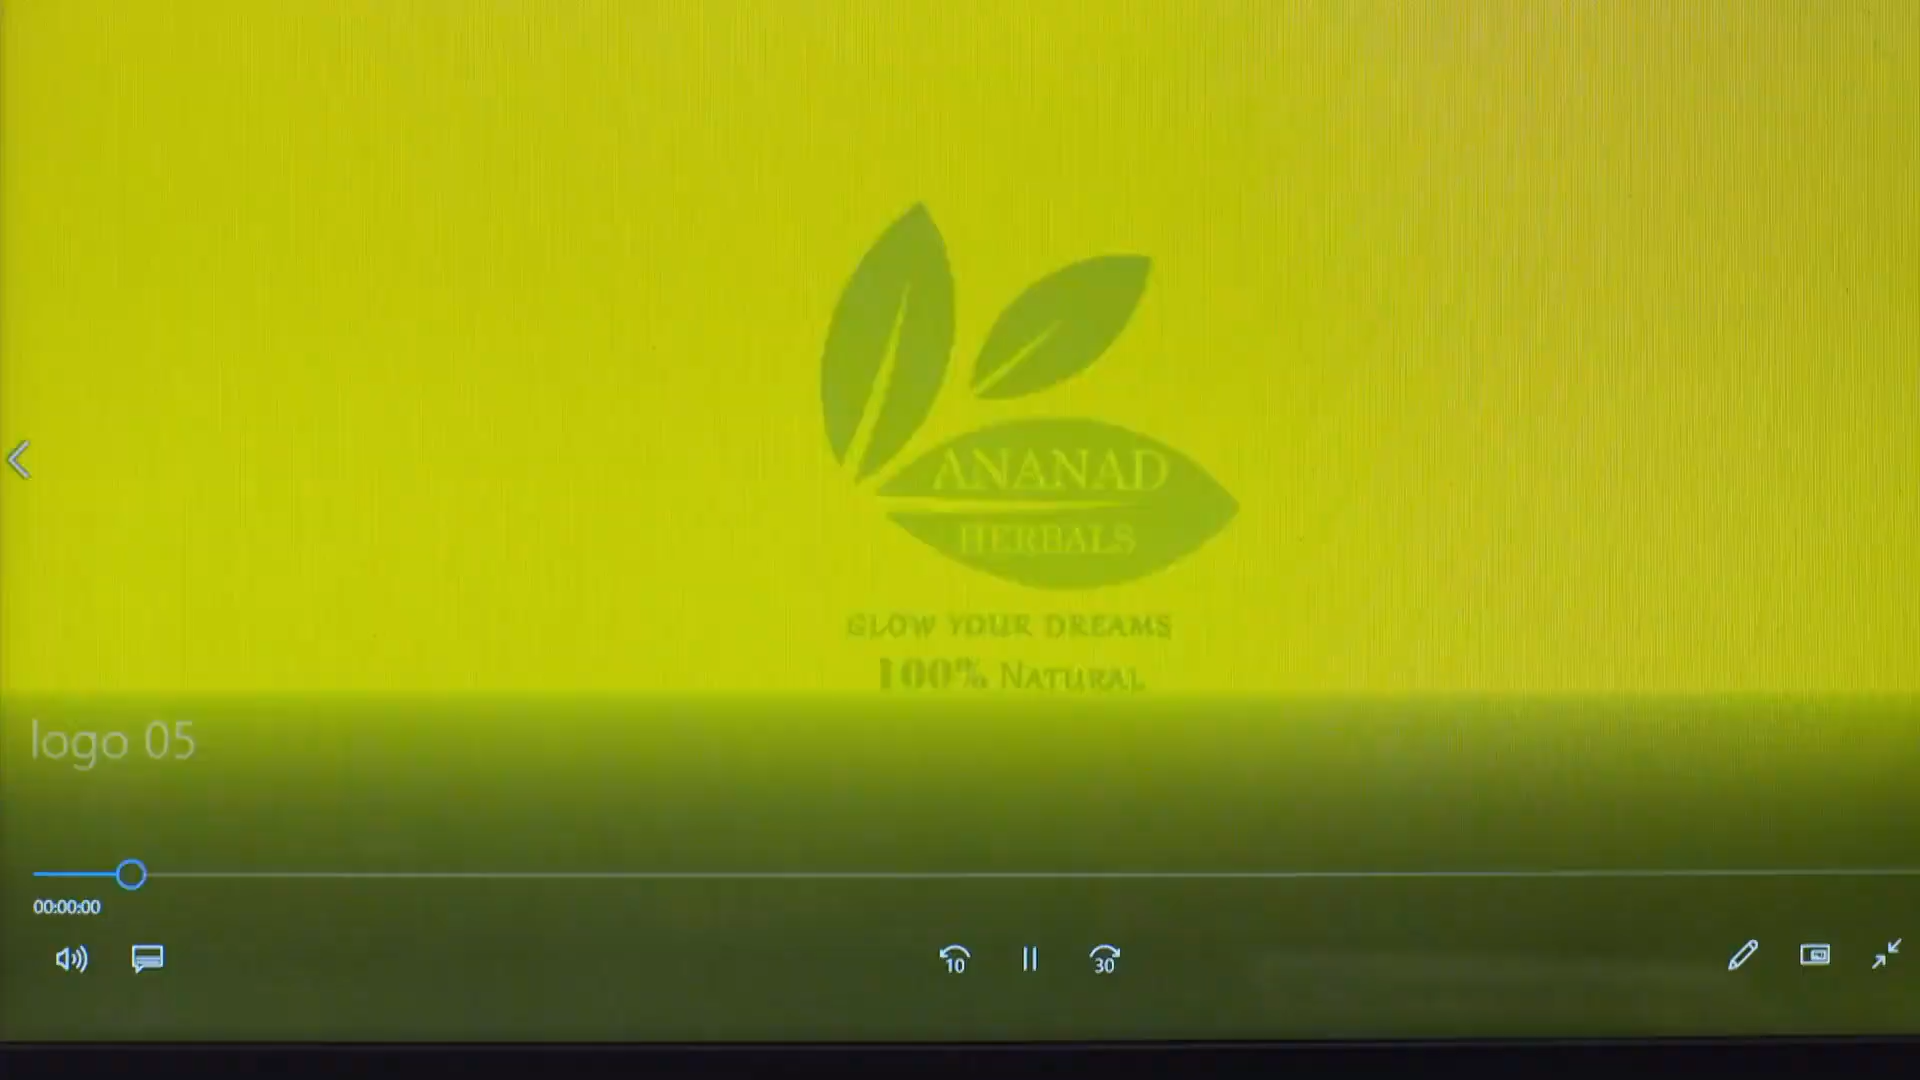 ANANAD
HERBALS
GLOW YOUR DREAMS
100% NATURAL
logo 05
00:00:00
10
30